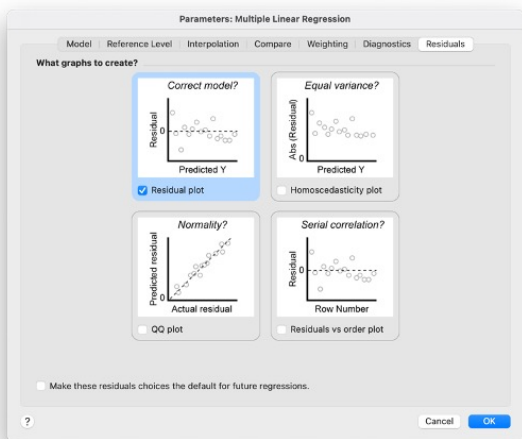 Parameters: Multiple Linear Regression
Model Reference Level Interpolation Compare Weighting Diagnostics Residuals
What graphs to create?
Correct model?
Residual
0
Predicted Y
Residual plot
Equal variance?
Abs (Residual)
0
Predicted Y
Homoscedasticity plot
Normality?
Predicted residual
0
Actual residual
QQ plot
Serial correlation?
Residual
0
Row Number
Residuals vs order plot
Make these residuals choices the default for future regressions.
?
Cancel OK